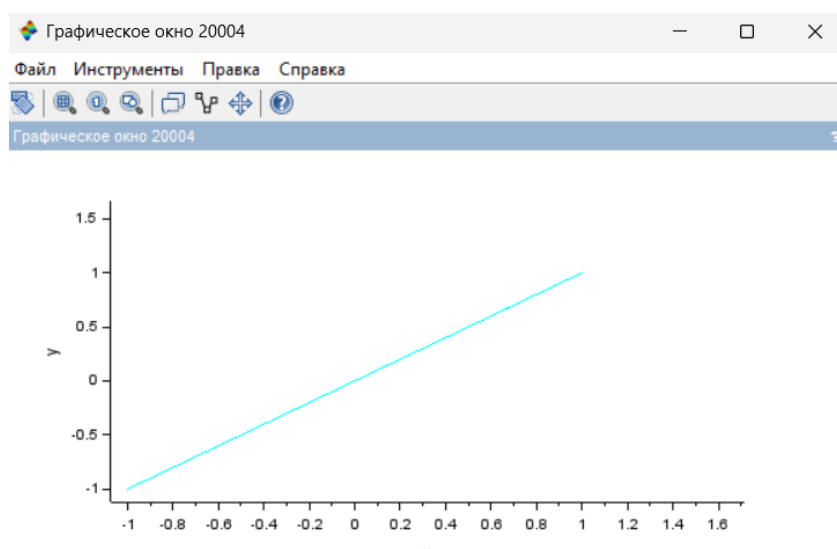 Графическое окно 20004
Файл Инструменты Правка Справка
Графическое окно 20004 ?
1.5
1
0.5
y
0
-0.5
-1
-1 -0.8 -0.6 -0.4 -0.2 0 0.2 0.4 0.6 0.8 1 1.2 1.4 1.6